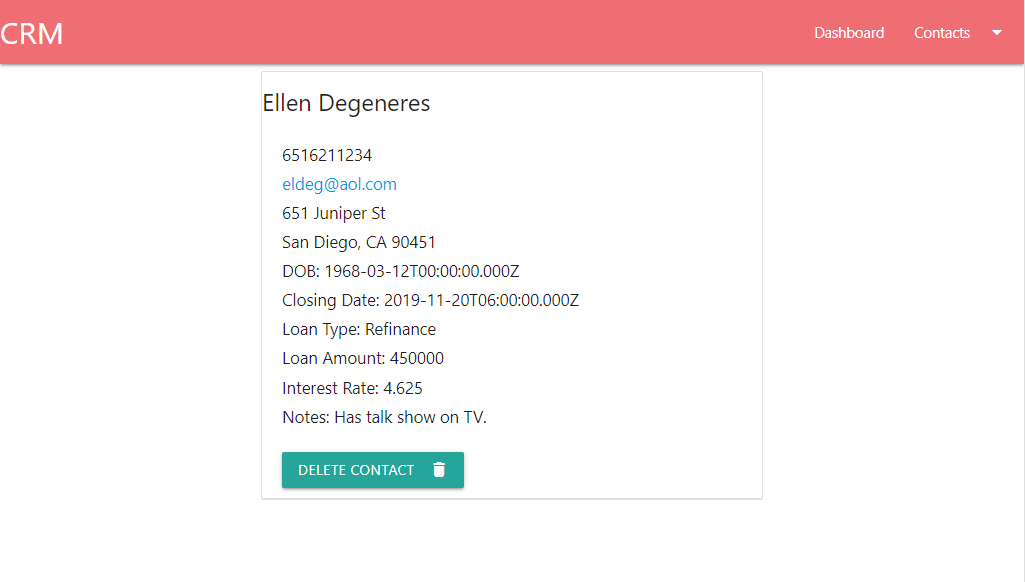 CRM
Dashboard
Contacts
Ellen Degeneres
6516211234
eldeg@aol.com
651 Juniper St
San Diego, CA 90451
DOB: 1968-03-12T00:00:00.000Z
Closing Date: 2019-11-20T06:00:00.000Z
Loan Type: Refinance
Loan Amount: 450000
Interest Rate: 4.625
Notes: Has talk show on TV.
DELETE CONTACT